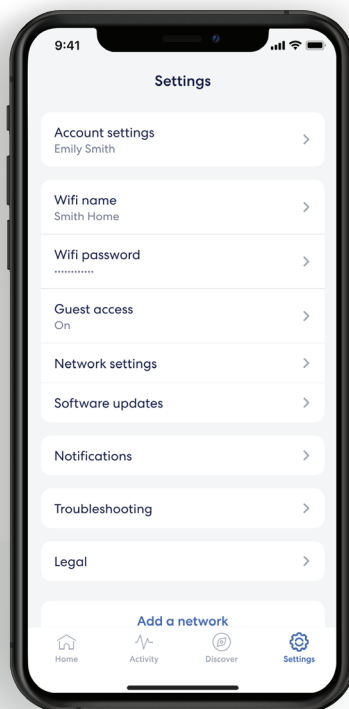 9:41
Settings
Account settings
Emily Smith
Wifi name
Smith Home
Wifi password
············
Guest access
On
Network settings
Software updates
Notifications
Troubleshooting
Legal
Add a network
Home Activity Discover Settings